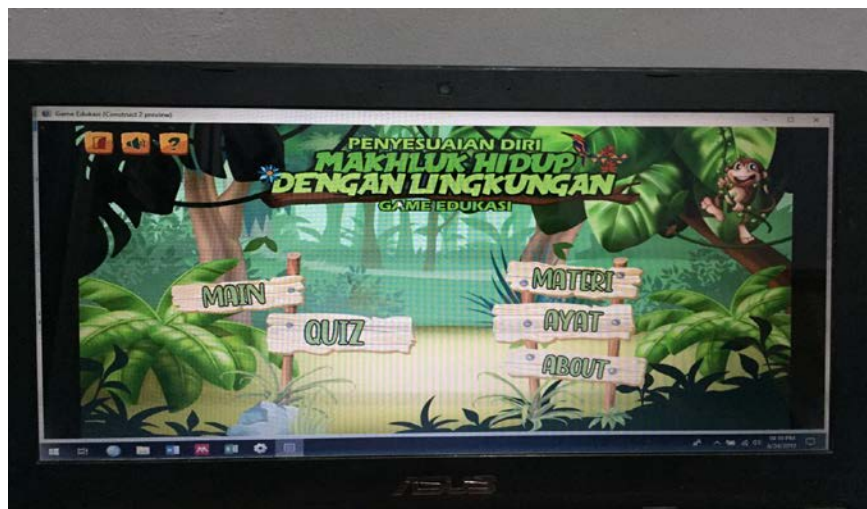 Game Edukasi (Construct 2 preview)
PENYESUAIAN DIRI
MAKHLUK HIDUP
DENGAN LINGKUNGAN
GAME EDUKASI
?
MAIN
QUIZ
MATERI
AYAT
ABOUT
ASUS